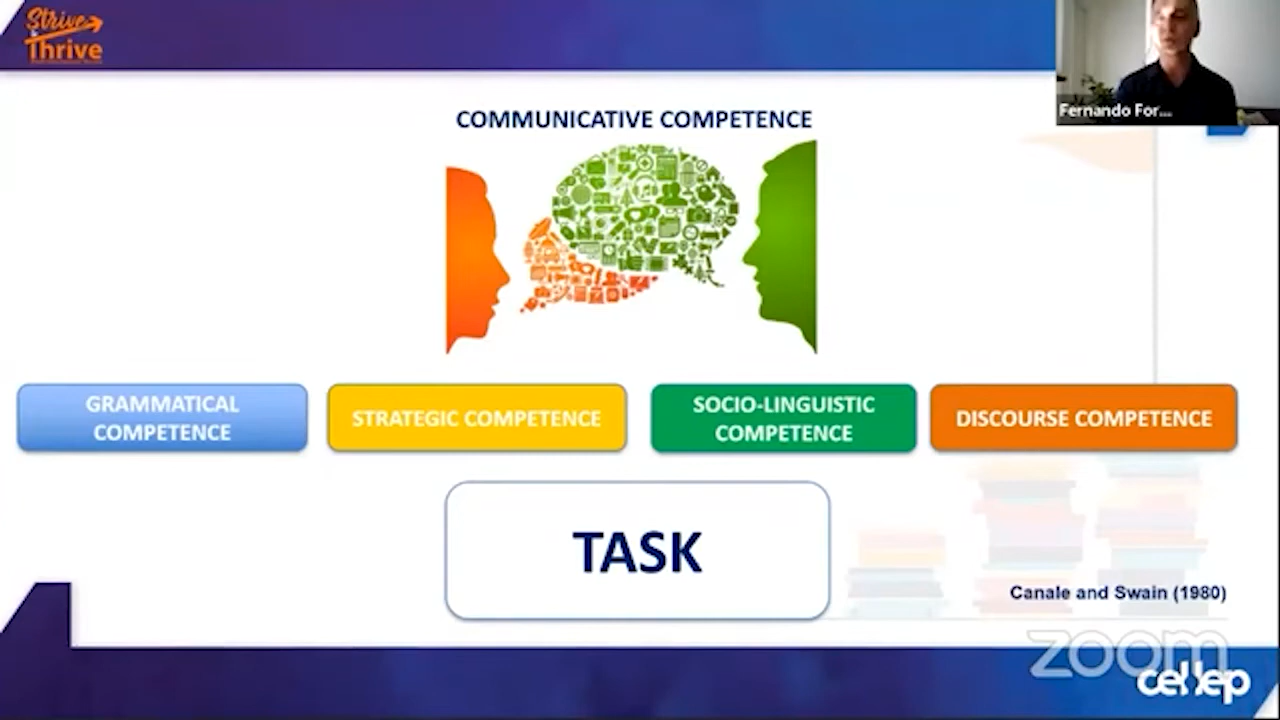 Strive
Thrive
Fernando For...
COMMUNICATIVE COMPETENCE
GRAMMATICAL
COMPETENCE
STRATEGIC COMPETENCE
SOCIO-LINGUISTIC
COMPETENCE
DISCOURSE COMPETENCE
TASK
Canale and Swain (1980)
zoom
cellep